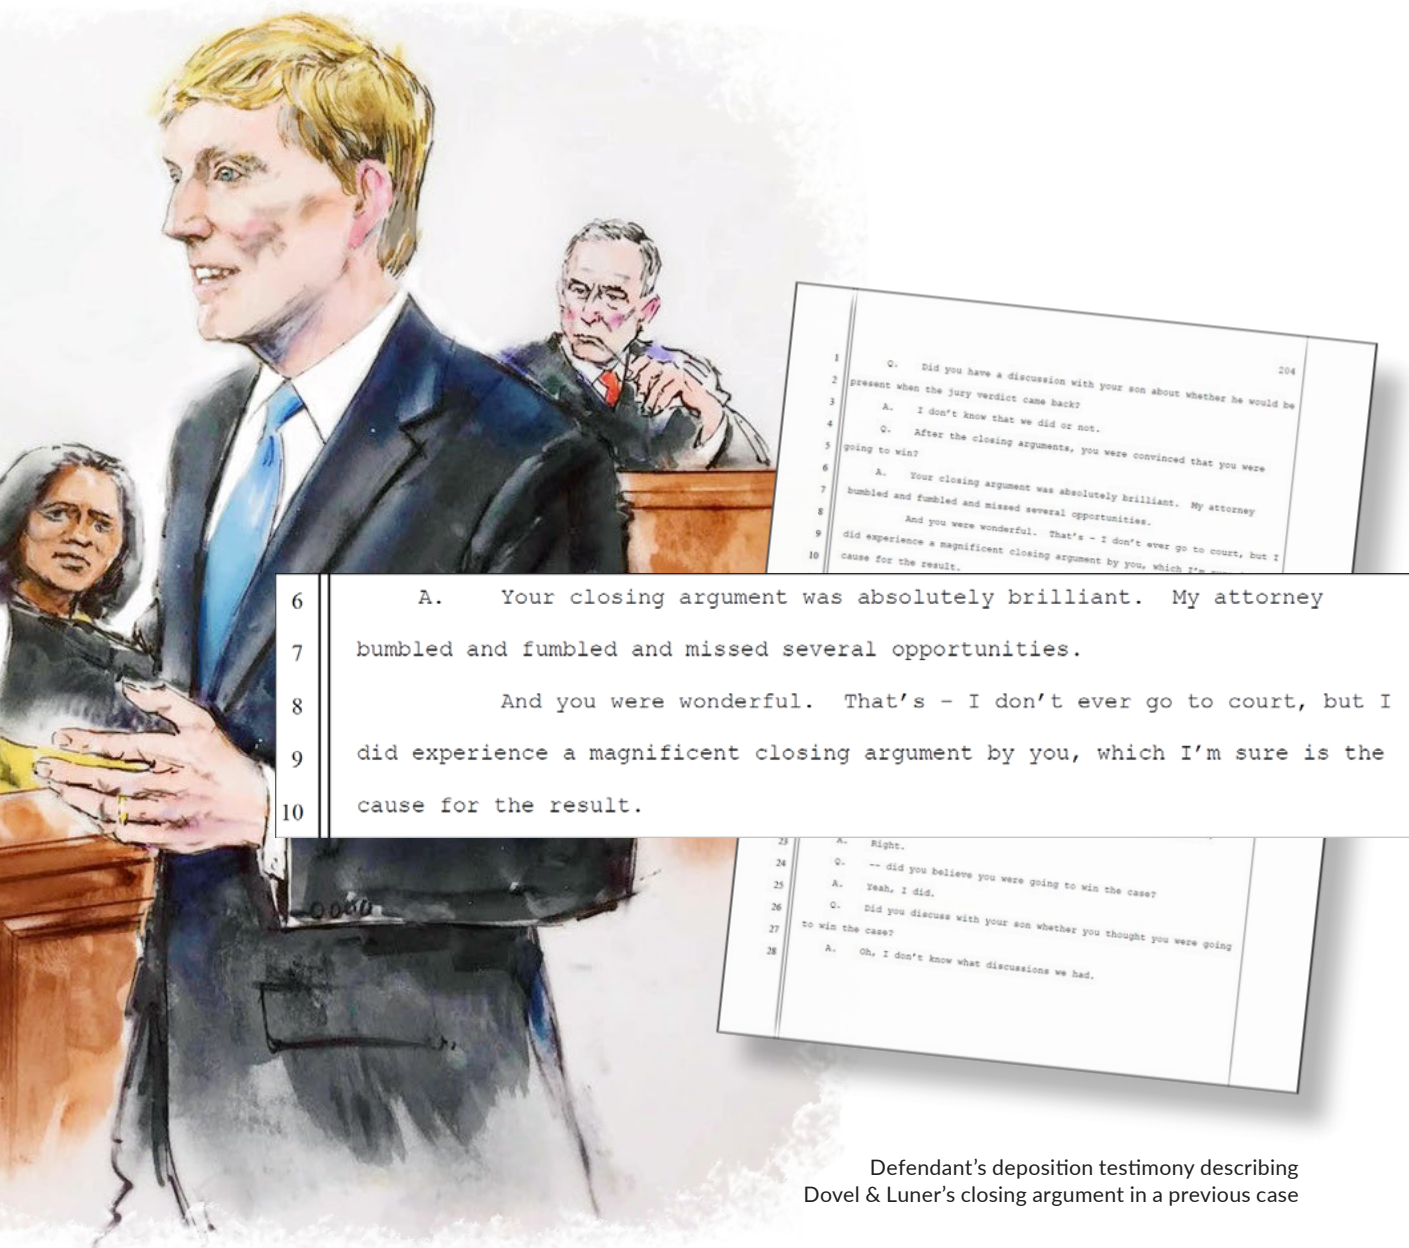 204
1 Q. Did you have a discussion with your son about whether he would be
2 present when the jury verdict came back?
3 A. I don't know that we did or not.
4 Q. After the closing arguments, you were convinced that you were
5 going to win?
6 A. Your closing argument was absolutely brilliant. My attorney
7 bumbled and fumbled and missed several opportunities.
8 And you were wonderful. That's - I don't ever go to court, but I
9 did experience a magnificent closing argument by you, which I'm
10 cause for the result.
6 A. Your closing argument was absolutely brilliant. My attorney
7 bumbled and fumbled and missed several opportunities.
8 And you were wonderful. That's – I don't ever go to court, but I
9 did experience a magnificent closing argument by you, which I'm sure is the
10 cause for the result.
23 A. Right.
24 Q. -- did you believe you were going to win the case?
25 A. Yeah, I did.
26 Q. Did you discuss with your son whether you thought you were going
27 to win the case?
28 A. Oh, I don't know what discussions we had.
Defendant's deposition testimony describing
Dovel & Luner's closing argument in a previous case